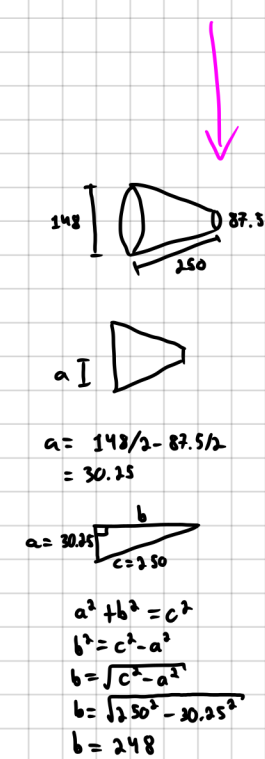 148
87.5
250
a
a = 148/2 - 87.5/2
= 30.25
b
a = 30.25
c = 250
a² + b² = c²
b² = c² - a²
b = √c² - a²
b = √250² - 30.25²
b = 248